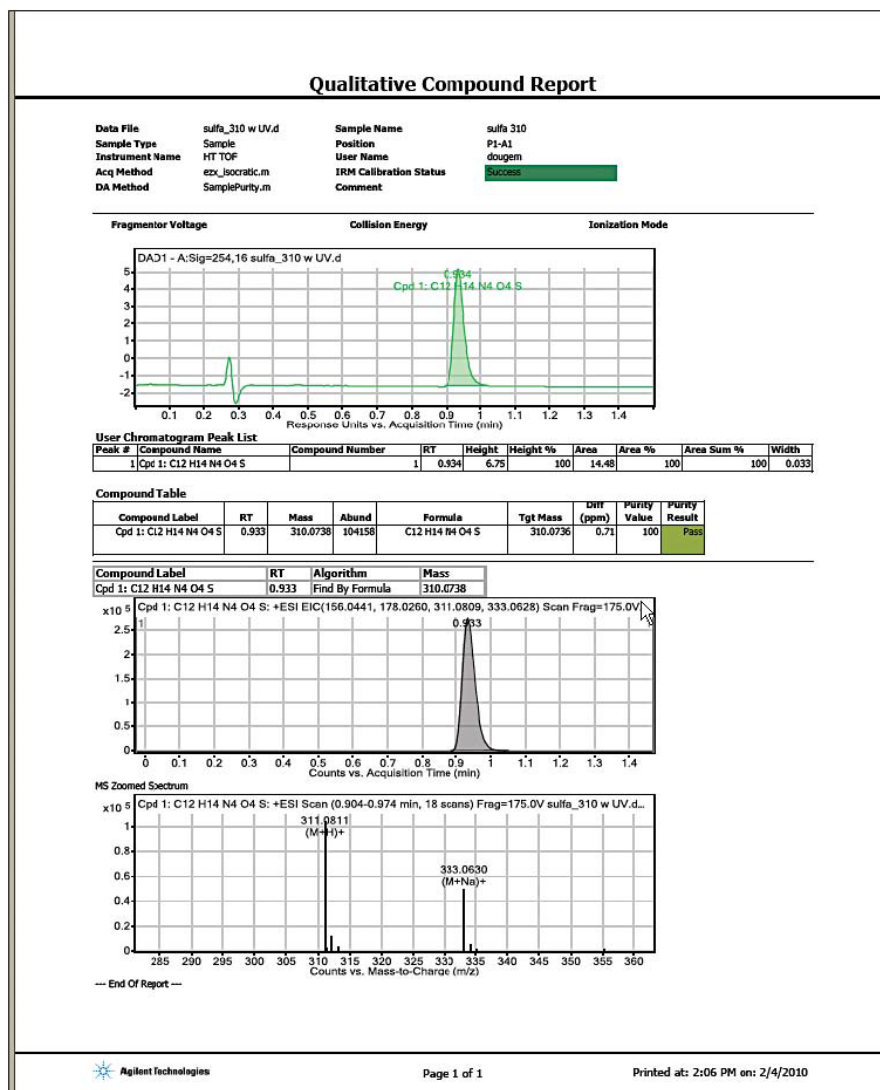 Qualitative Compound Report
Data File sulfa_310 w UV.d Sample Name sulfa 310
Sample Type Sample Position P1-A1
Instrument Name HT TOF User Name dougem
Acq Method ezx_isocratic.m IRM Calibration Status Success
DA Method SamplePurity.m Comment
Fragmentor Voltage Collision Energy Ionization Mode
DAD1 - A:Sig=254,16 sulfa_310 w UV.d
0.934
Cpd 1: C12 H14 N4 O4 S
5
4
3
2
1
0
-1
-2
0.1 0.2 0.3 0.4 0.5 0.6 0.7 0.8 0.9 1 1.1 1.2 1.3 1.4
Response Units vs. Acquisition Time (min)
User Chromatogram Peak List
Peak # Compound Name Compound Number RT Height Height % Area Area % Area Sum % Width
1 Cpd 1: C12 H14 N4 O4 S 1 0.934 6.75 100 14.48 100 100 0.033
Compound Table
Compound Label RT Mass Abund Formula Tgt Mass Diff (ppm) Purity Value Purity Result
Cpd 1: C12 H14 N4 O4 S 0.933 310.0738 104158 C12 H14 N4 O4 S 310.0736 0.71 100 Pass
Compound Label RT Algorithm Mass
Cpd 1: C12 H14 N4 O4 S 0.933 Find By Formula 310.0738
x10 5 Cpd 1: C12 H14 N4 O4 S: +ESI EIC(156.0441, 178.0260, 311.0809, 333.0628) Scan Frag=175.0V
1 0.933
2.5
2
1.5
1
0.5
0
0 0.1 0.2 0.3 0.4 0.5 0.6 0.7 0.8 0.9 1 1.1 1.2 1.3 1.4
Counts vs. Acquisition Time (min)
MS Zoomed Spectrum
x10 5 Cpd 1: C12 H14 N4 O4 S: +ESI Scan (0.904-0.974 min, 18 scans) Frag=175.0V sulfa_310 w UV.d...
311.0811
(M+H)+
333.0630
(M+Na)+
1
0.8
0.6
0.4
0.2
0
285 290 295 300 305 310 315 320 325 330 335 340 345 350 355 360
Counts vs. Mass-to-Charge (m/z)
--- End Of Report ---
Agilent Technologies Page 1 of 1 Printed at: 2:06 PM on: 2/4/2010